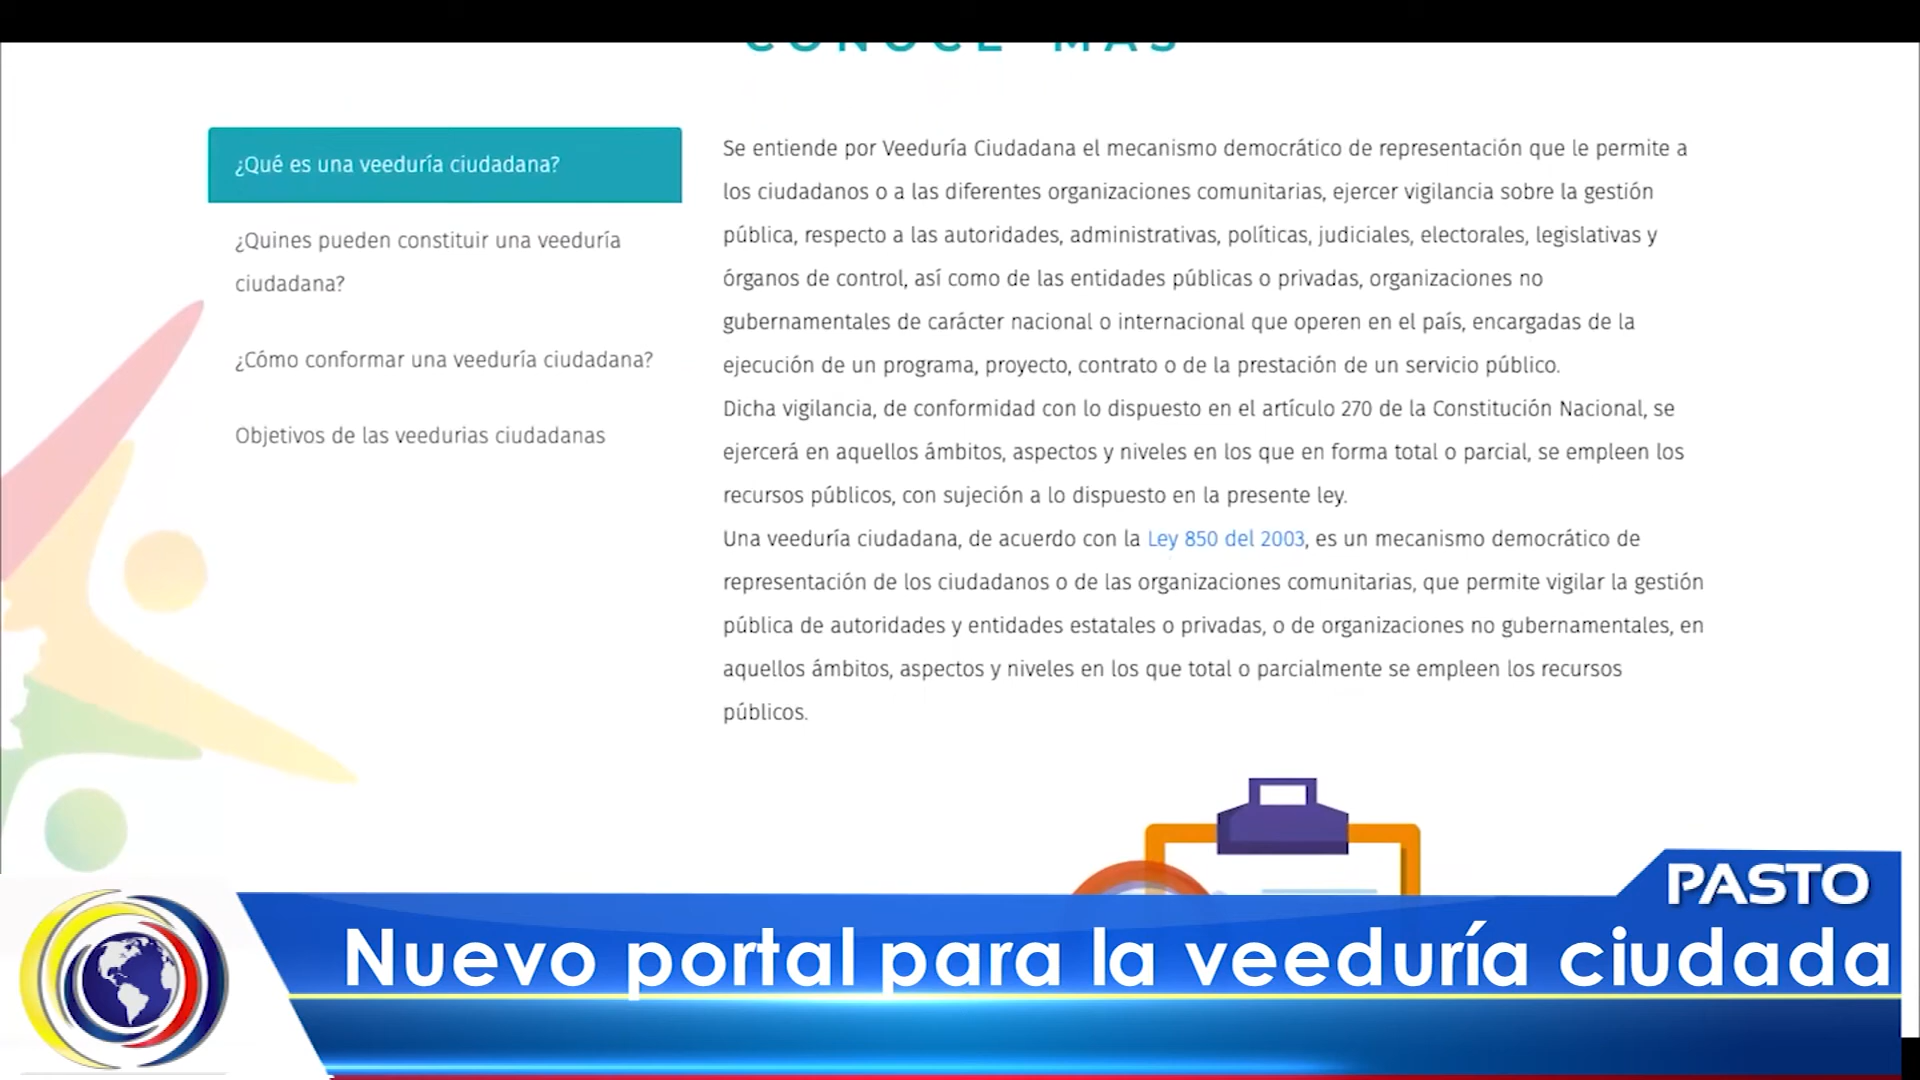 CONOCE MÁS
¿Qué es una veeduría ciudadana?
¿Quines pueden constituir una veeduría
ciudadana?
¿Cómo conformar una veeduría ciudadana?
Objetivos de las veedurias ciudadanas
Se entiende por Veeduría Ciudadana el mecanismo democrático de representación que le permite a
los ciudadanos o a las diferentes organizaciones comunitarias, ejercer vigilancia sobre la gestión
pública, respecto a las autoridades, administrativas, políticas, judiciales, electorales, legislativas y
órganos de control, así como de las entidades públicas o privadas, organizaciones no
gubernamentales de carácter nacional o internacional que operen en el país, encargadas de la
ejecución de un programa, proyecto, contrato o de la prestación de un servicio público.
Dicha vigilancia, de conformidad con lo dispuesto en el artículo 270 de la Constitución Nacional, se
ejercerá en aquellos ámbitos, aspectos y niveles en los que en forma total o parcial, se empleen los
recursos públicos, con sujeción a lo dispuesto en la presente ley.
Una veeduría ciudadana, de acuerdo con la Ley 850 del 2003, es un mecanismo democrático de
representación de los ciudadanos o de las organizaciones comunitarias, que permite vigilar la gestión
pública de autoridades y entidades estatales o privadas, o de organizaciones no gubernamentales, en
aquellos ámbitos, aspectos y niveles en los que total o parcialmente se empleen los recursos
públicos.
PASTO
Nuevo portal para la veeduría ciudada